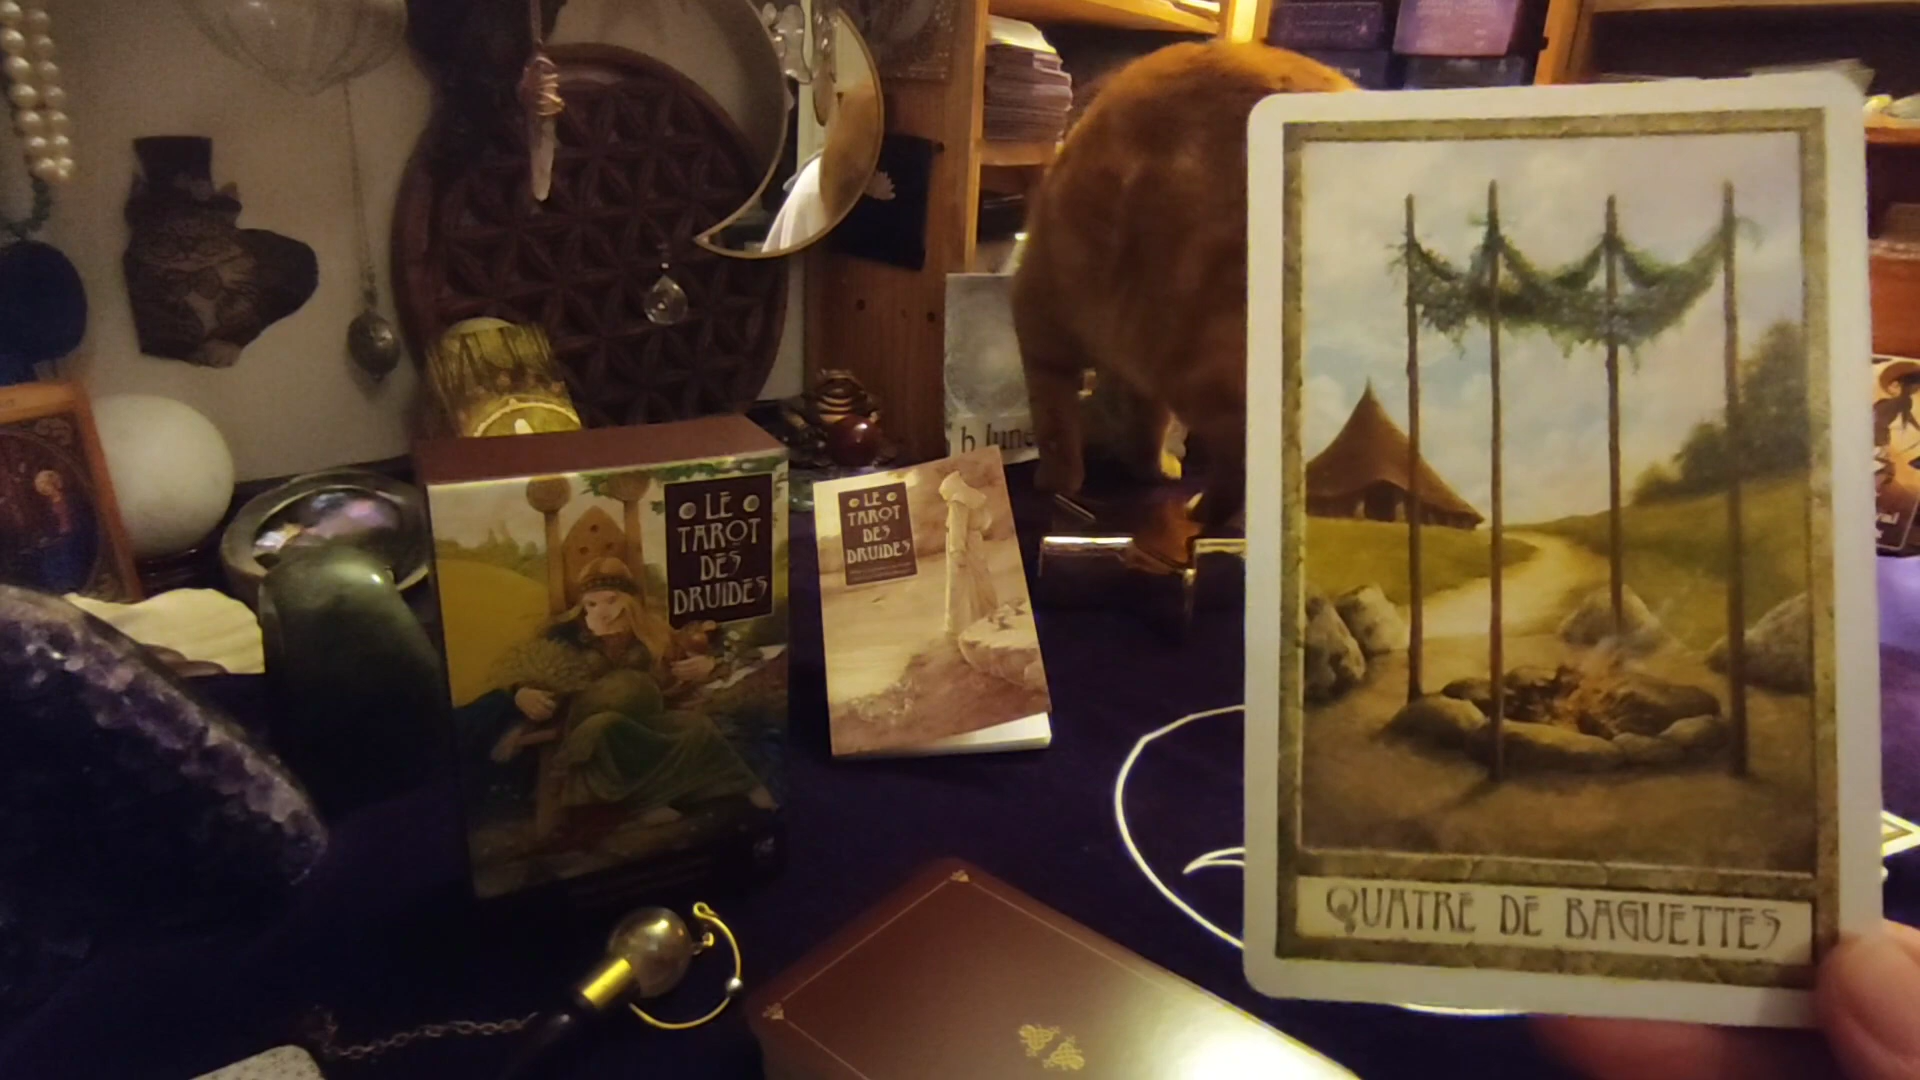 LE
TAROT
DES
DRUIDES
LE
TAROT
DES
DRUIDES
QUATRE DE BAGUETTES